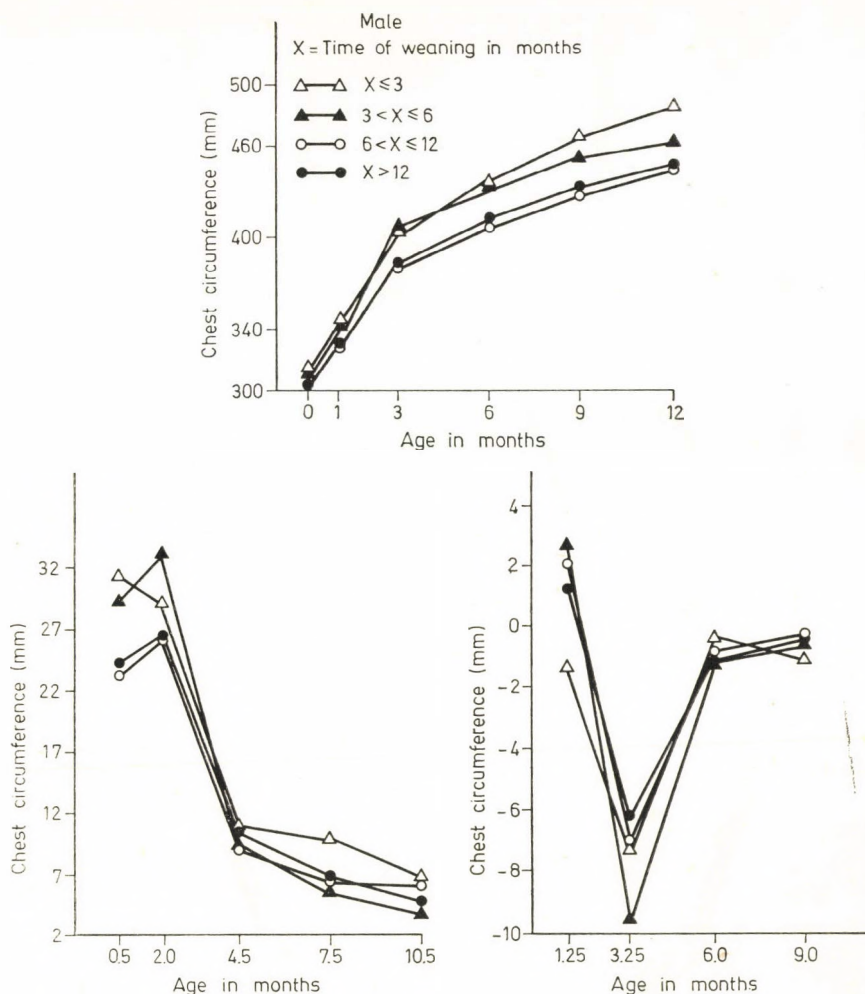 Male
X = Time of weaning in months
X ≤ 3
3 < X ≤ 6
6 < X ≤ 12
X > 12
Chest circumference (mm)
500
460
400
340
300
0 1 3 6 9 12
Age in months
Chest circumference (mm)
32
27
22
17
12
7
2
0.5 2.0 4.5 7.5 10.5
Age in months
Chest circumference (mm)
4
2
0
-2
-4
-6
-8
-10
1.25 3.25 6.0 9.0
Age in months